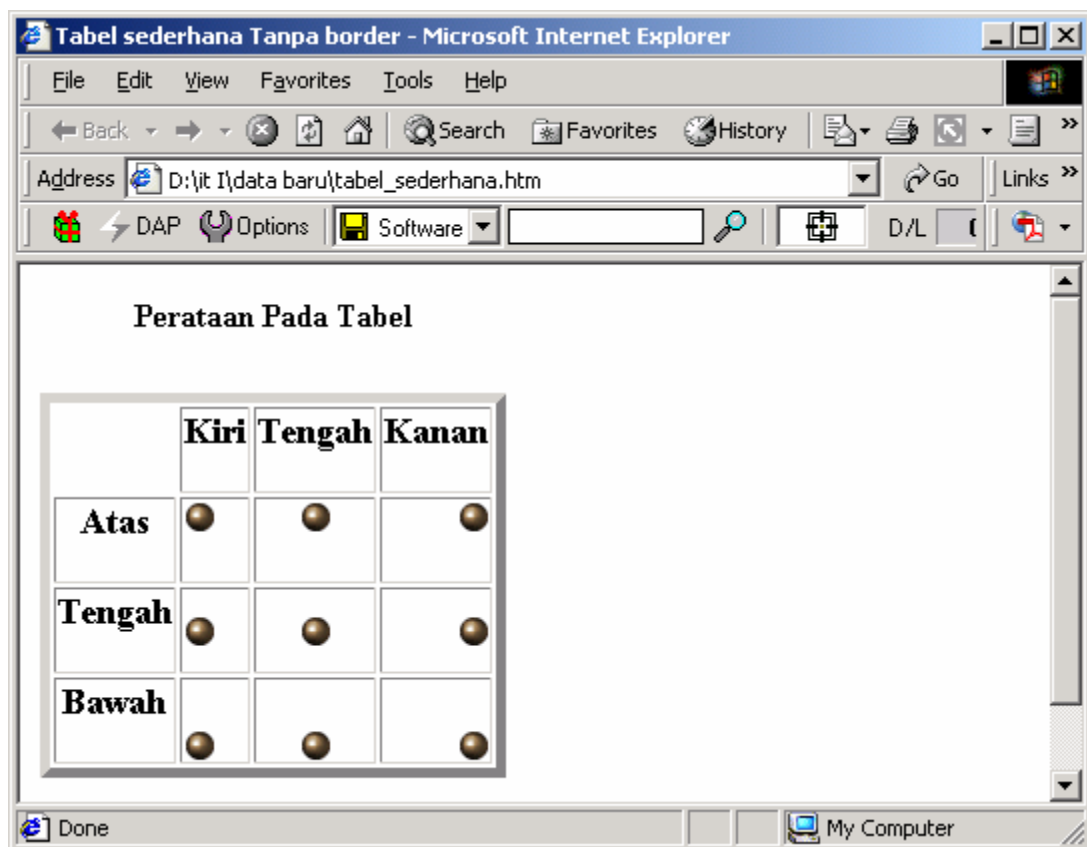 Tabel sederhana Tanpa border - Microsoft Internet Explorer
File Edit View Favorites Tools Help
Back Search Favorites History »
Address D:\it I\data baru\tabel_sederhana.htm Go Links »
DAP Options Software D/L
Perataan Pada Tabel
Kiri Tengah Kanan
Atas
Tengah
Bawah
Done My Computer